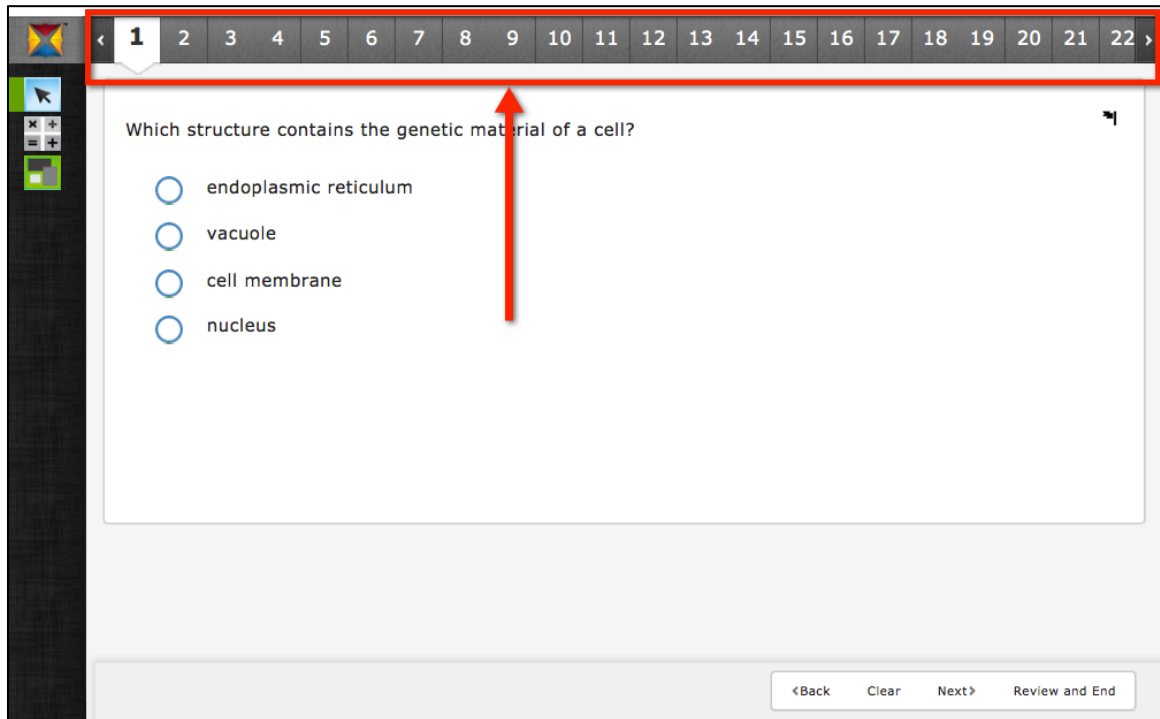 ‹ 1 2 3 4 5 6 7 8 9 10 11 12 13 14 15 16 17 18 19 20 21 22 ›
Which structure contains the genetic material of a cell?
endoplasmic reticulum
vacuole
cell membrane
nucleus
‹Back Clear Next› Review and End